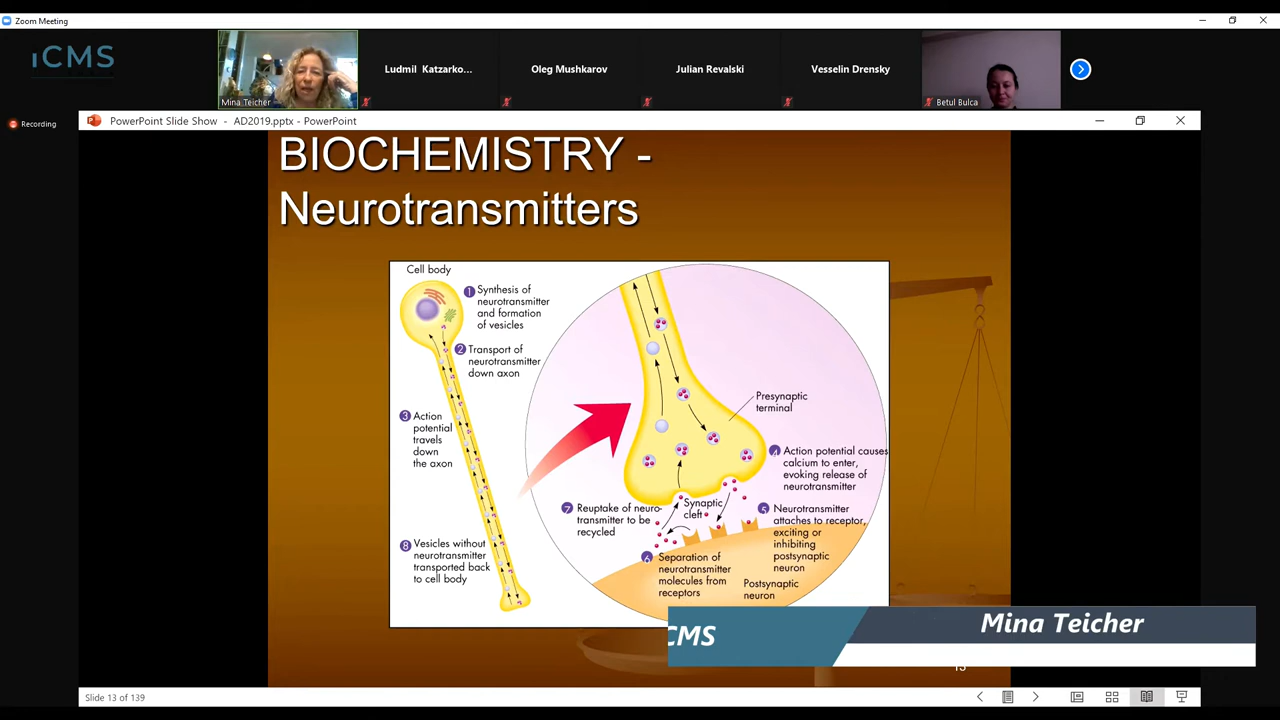 Zoom Meeting
iCMS
Mina Teicher
Ludmil Katzarko...
Oleg Mushkarov
Julian Revalski
Vesselin Drensky
Betul Bulca
Recording
PowerPoint Slide Show - AD2019.pptx - PowerPoint
BIOCHEMISTRY -
Neurotransmitters
Cell body
1 Synthesis of
neurotransmitter
and formation
of vesicles
2 Transport of
neurotransmitter
down axon
3 Action
potential
travels
down
the axon
8 Vesicles without
neurotransmitter
transported back
to cell body
Presynaptic
terminal
4 Action potential causes
calcium to enter,
evoking release of
neurotransmitter
Synaptic
cleft
5 Neurotransmitter
attaches to receptor,
exciting or
inhibiting
postsynaptic
neuron
7 Reuptake of neuro-
transmitter to be
recycled
6 Separation of
neurotransmitter
molecules from
receptors
Postsynaptic
neuron
CMS
Mina Teicher
13
Slide 13 of 139